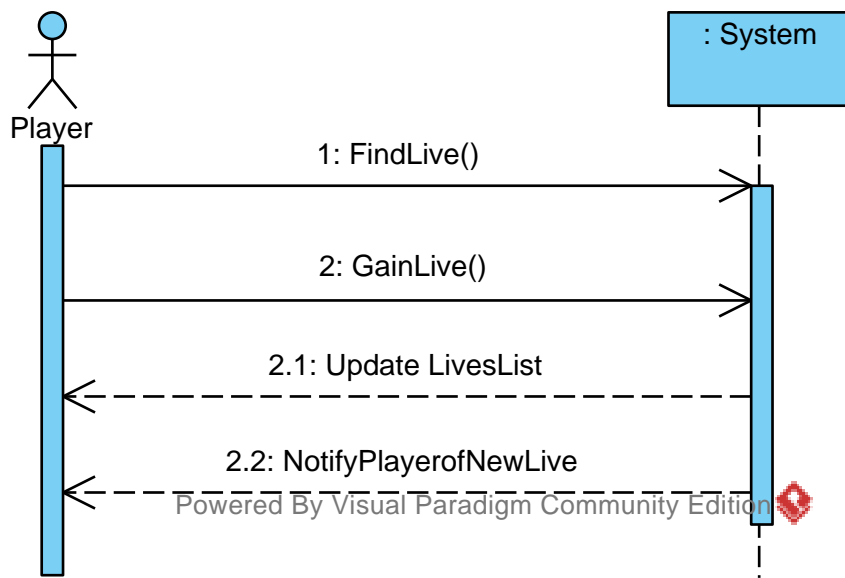 : System
Player
1: FindLive()
2: GainLive()
2.1: Update LivesList
2.2: NotifyPlayerofNewLive
Powered By Visual Paradigm Community Edition